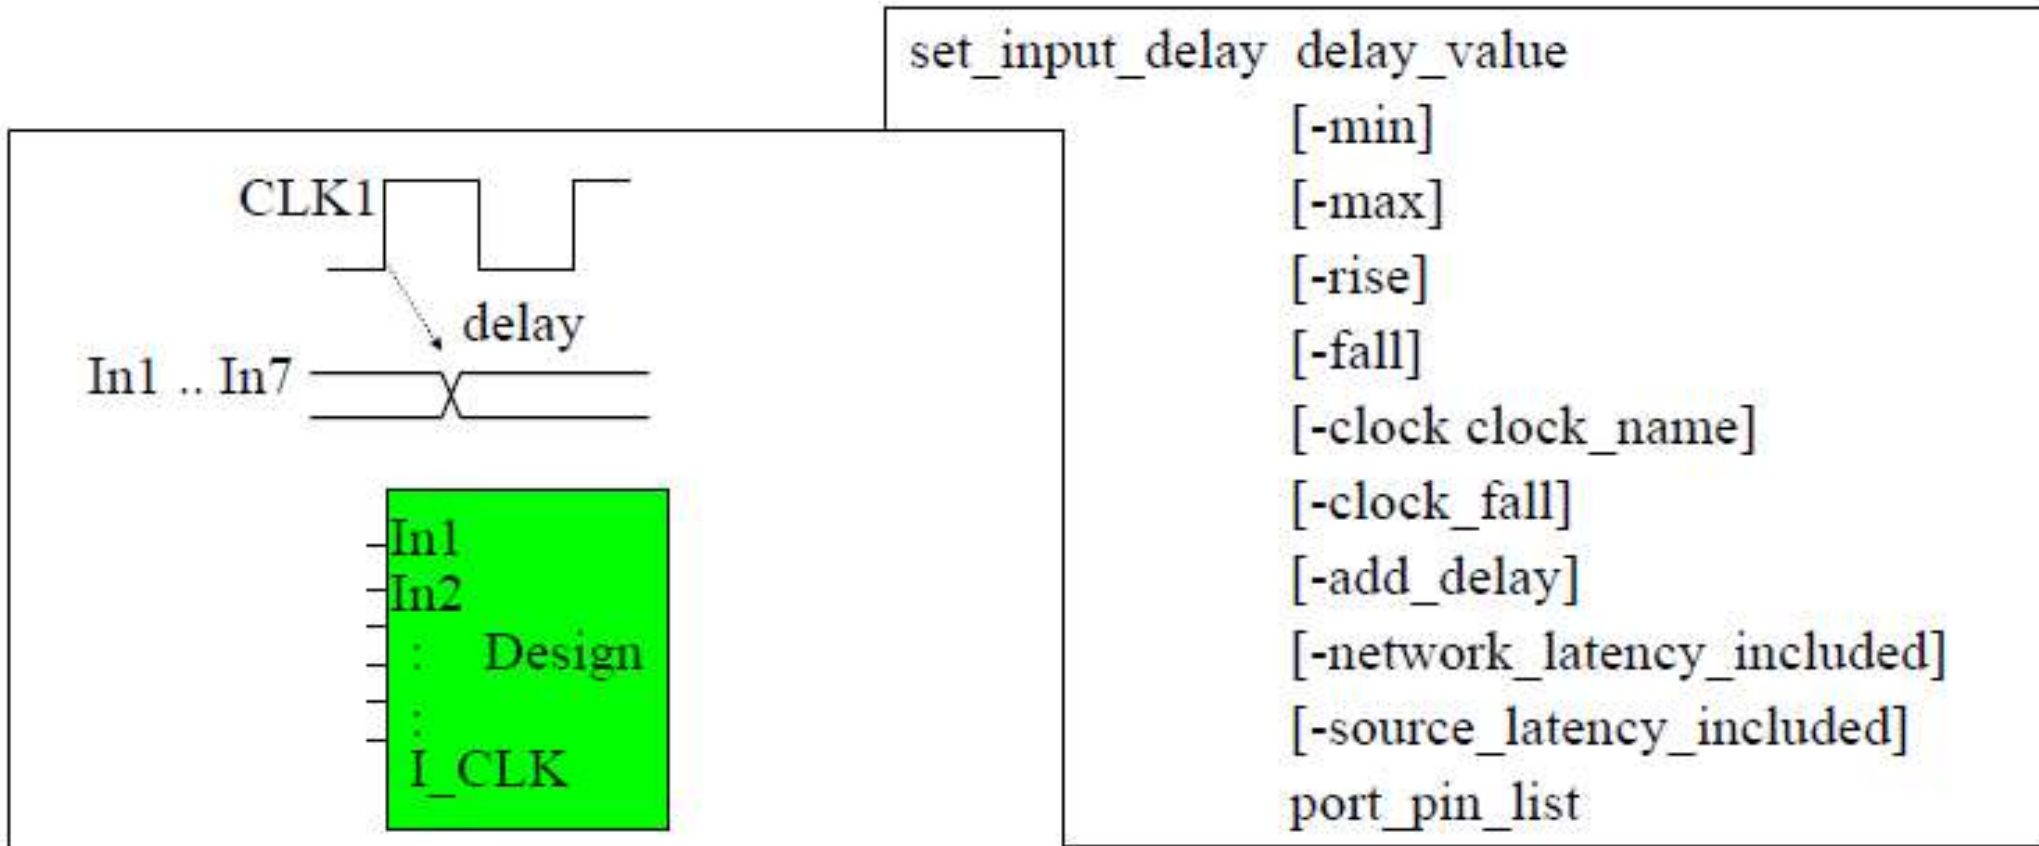 set_input_delay delay_value
[-min]
[-max]
[-rise]
[-fall]
[-clock clock_name]
[-clock_fall]
[-add_delay]
[-network_latency_included]
[-source_latency_included]
port_pin_list
CLK1
delay
In1 .. In7
In1
In2
: Design
:
I_CLK